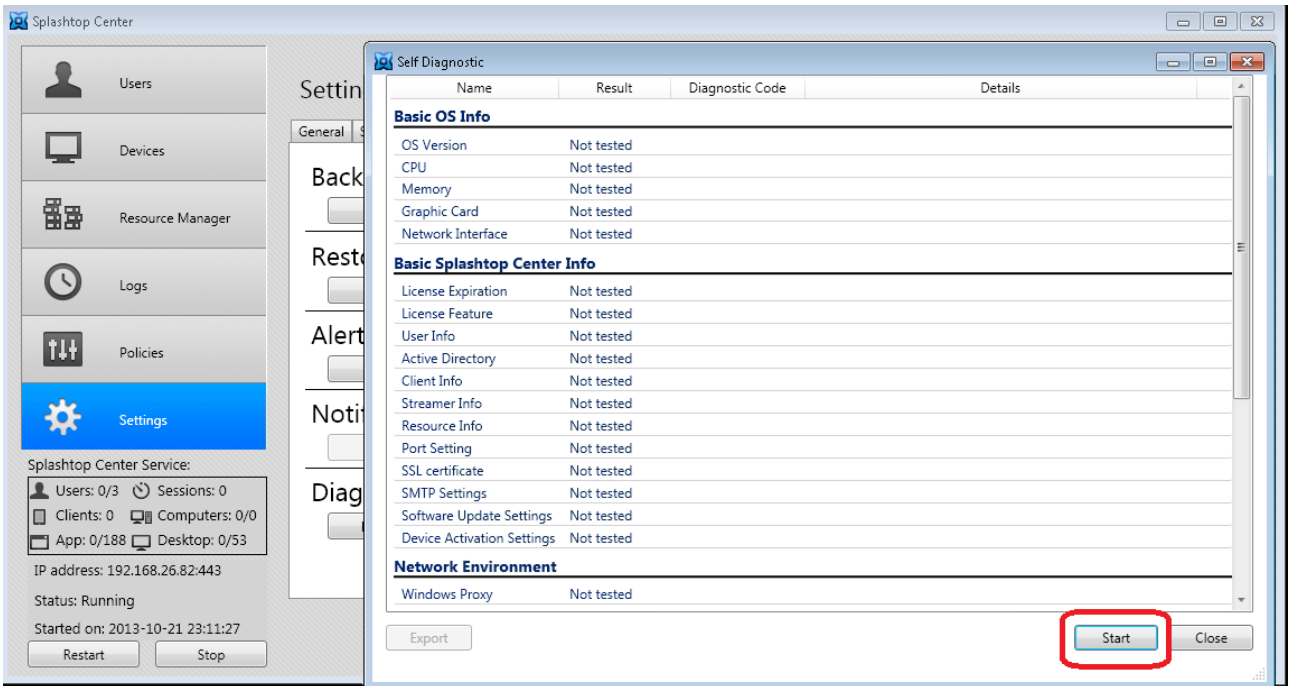 Splashtop Center
Users
Devices
Resource Manager
Logs
Policies
Settings
Splashtop Center Service:
Users: 0/3 Sessions: 0
Clients: 0 Computers: 0/0
App: 0/188 Desktop: 0/53
IP address: 192.168.26.82:443
Status: Running
Started on: 2013-10-21 23:11:27
Restart Stop
Settin
General S
Back
Resto
Alert
Notif
Diag
Self Diagnostic
Name Result Diagnostic Code Details
Basic OS Info
OS Version Not tested
CPU Not tested
Memory Not tested
Graphic Card Not tested
Network Interface Not tested
Basic Splashtop Center Info
License Expiration Not tested
License Feature Not tested
User Info Not tested
Active Directory Not tested
Client Info Not tested
Streamer Info Not tested
Resource Info Not tested
Port Setting Not tested
SSL certificate Not tested
SMTP Settings Not tested
Software Update Settings Not tested
Device Activation Settings Not tested
Network Environment
Windows Proxy Not tested
Export Start Close